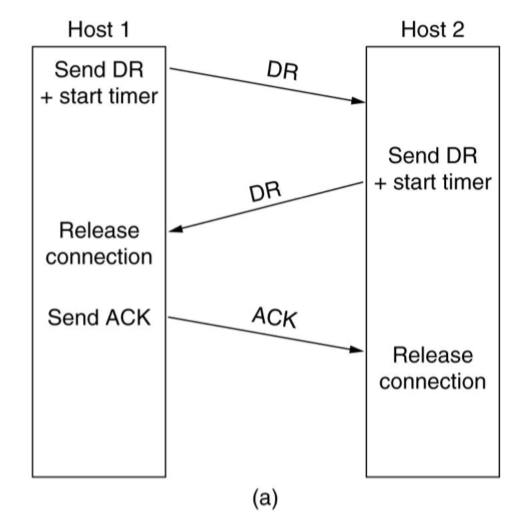 Host 1
Host 2
Send DR
+ start timer
DR
Send DR
+ start timer
DR
Release
connection
Send ACK
ACK
Release
connection
(a)